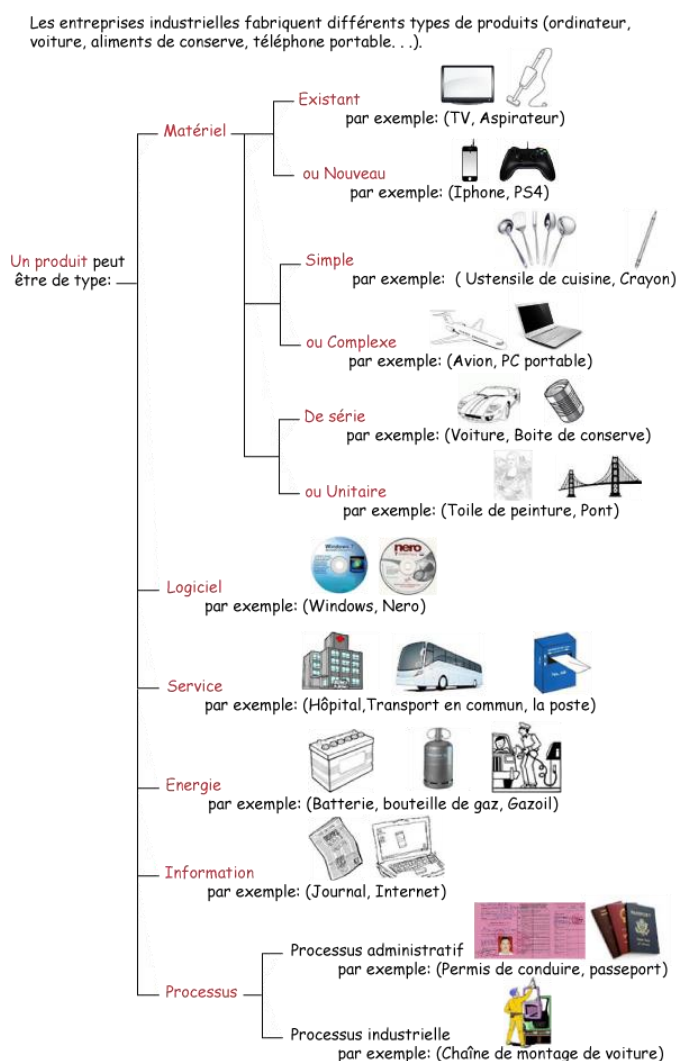 Les entreprises industrielles fabriquent différents types de produits (ordinateur,
voiture, aliments de conserve, téléphone portable. . .).
Existant
par exemple: (TV, Aspirateur)
Matériel
ou Nouveau
par exemple: (Iphone, PS4)
Un produit peut
être de type:
Simple
par exemple: ( Ustensile de cuisine, Crayon)
ou Complexe
par exemple: (Avion, PC portable)
De série
par exemple: (Voiture, Boite de conserve)
ou Unitaire
par exemple: (Toile de peinture, Pont)
Windows 7
nero
Logiciel
par exemple: (Windows, Nero)
Service
par exemple: (Hôpital,Transport en commun, la poste)
Energie
par exemple: (Batterie, bouteille de gaz, Gazoil)
Information
par exemple: (Journal, Internet)
PASSPORT
Processus administratif
par exemple: (Permis de conduire, passeport)
Processus
Processus industrielle
par exemple: (Chaîne de montage de voiture)